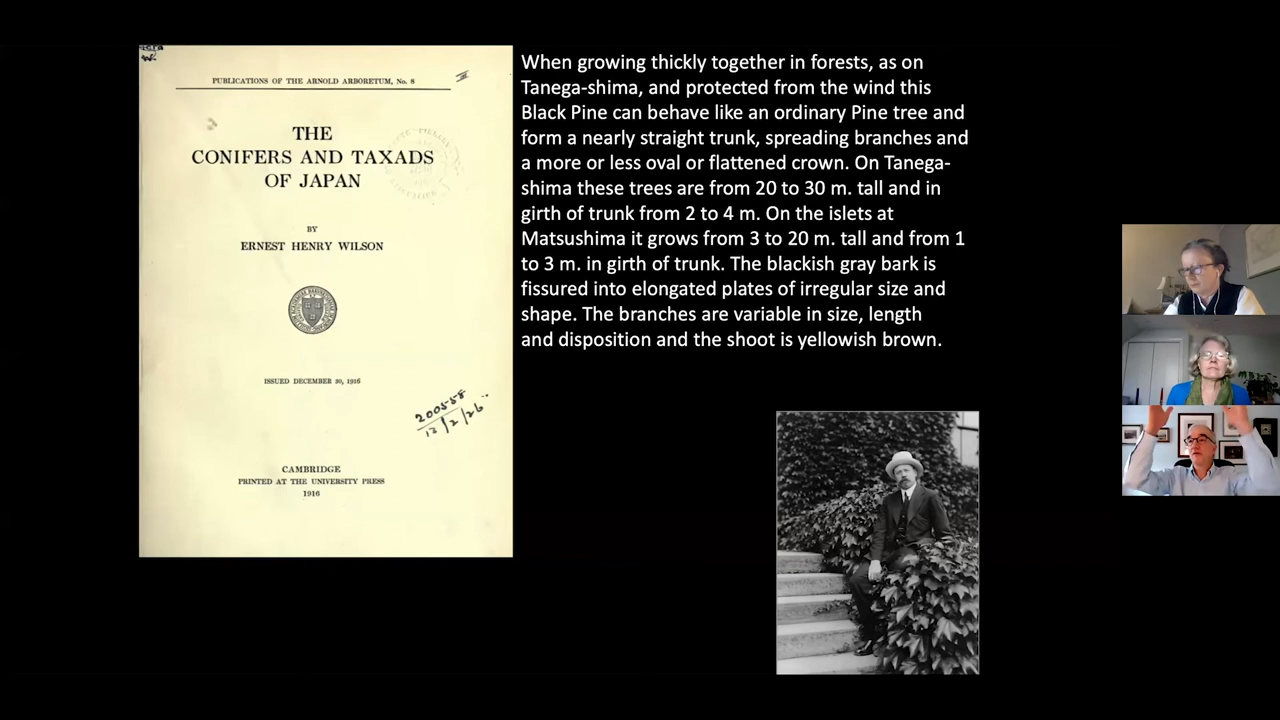 PUBLICATIONS OF THE ARNOLD ARBORETUM, No. 8
THE
CONIFERS AND TAXADS
OF JAPAN
BY
ERNEST HENRY WILSON
ISSUED DECEMBER 30, 1916
200558
13/2/26
CAMBRIDGE
PRINTED AT THE UNIVERSITY PRESS
1916
When growing thickly together in forests, as on
Tanega-shima, and protected from the wind this
Black Pine can behave like an ordinary Pine tree and
form a nearly straight trunk, spreading branches and
a more or less oval or flattened crown. On Tanega-
shima these trees are from 20 to 30 m. tall and in
girth of trunk from 2 to 4 m. On the islets at
Matsushima it grows from 3 to 20 m. tall and from 1
to 3 m. in girth of trunk. The blackish gray bark is
fissured into elongated plates of irregular size and
shape. The branches are variable in size, length
and disposition and the shoot is yellowish brown.